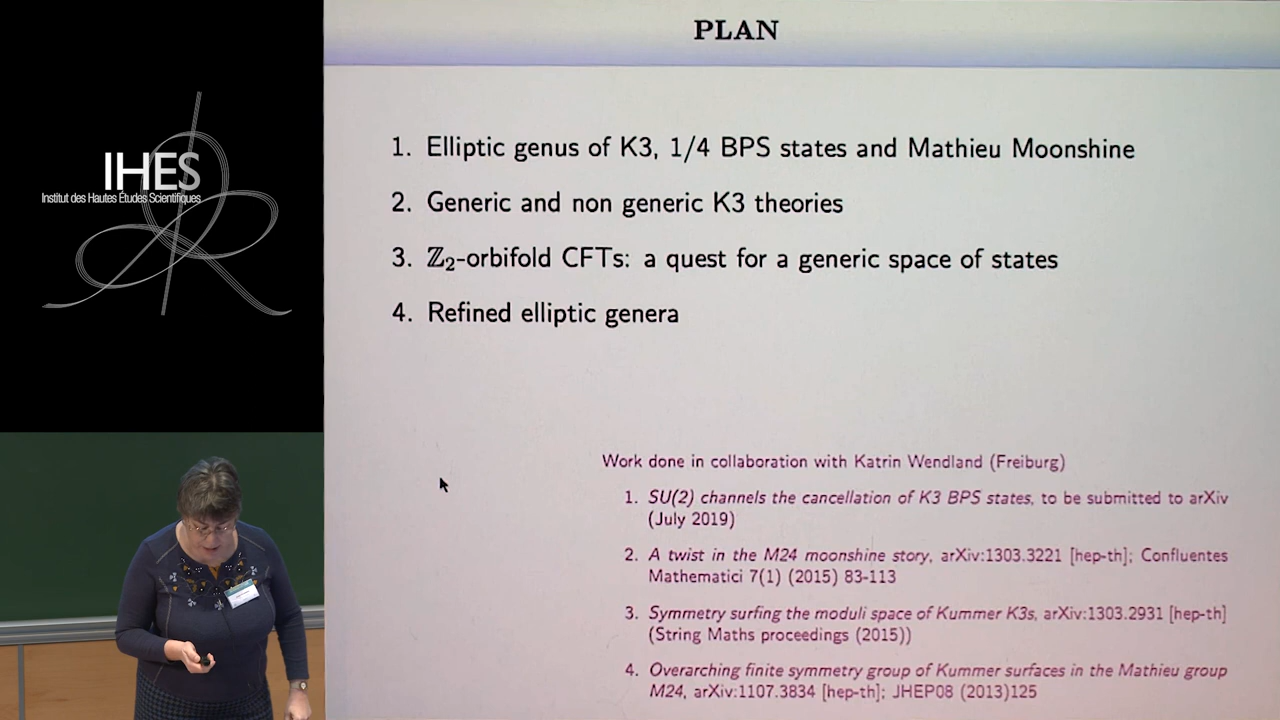 PLAN
IHES
Institut des Hautes Études Scientifiques
1. Elliptic genus of K3, 1/4 BPS states and Mathieu Moonshine
2. Generic and non generic K3 theories
3. ℤ₂-orbifold CFTs: a quest for a generic space of states
4. Refined elliptic genera
Work done in collaboration with Katrin Wendland (Freiburg)
1. SU(2) channels the cancellation of K3 BPS states, to be submitted to arXiv
(July 2019)
2. A twist in the M24 moonshine story, arXiv:1303.3221 [hep-th]; Confluentes
Mathematici 7(1) (2015) 83-113
3. Symmetry surfing the moduli space of Kummer K3s, arXiv:1303.2931 [hep-th]
(String Maths proceedings (2015))
4. Overarching finite symmetry group of Kummer surfaces in the Mathieu group
M24, arXiv:1107.3834 [hep-th]; JHEP08 (2013)125